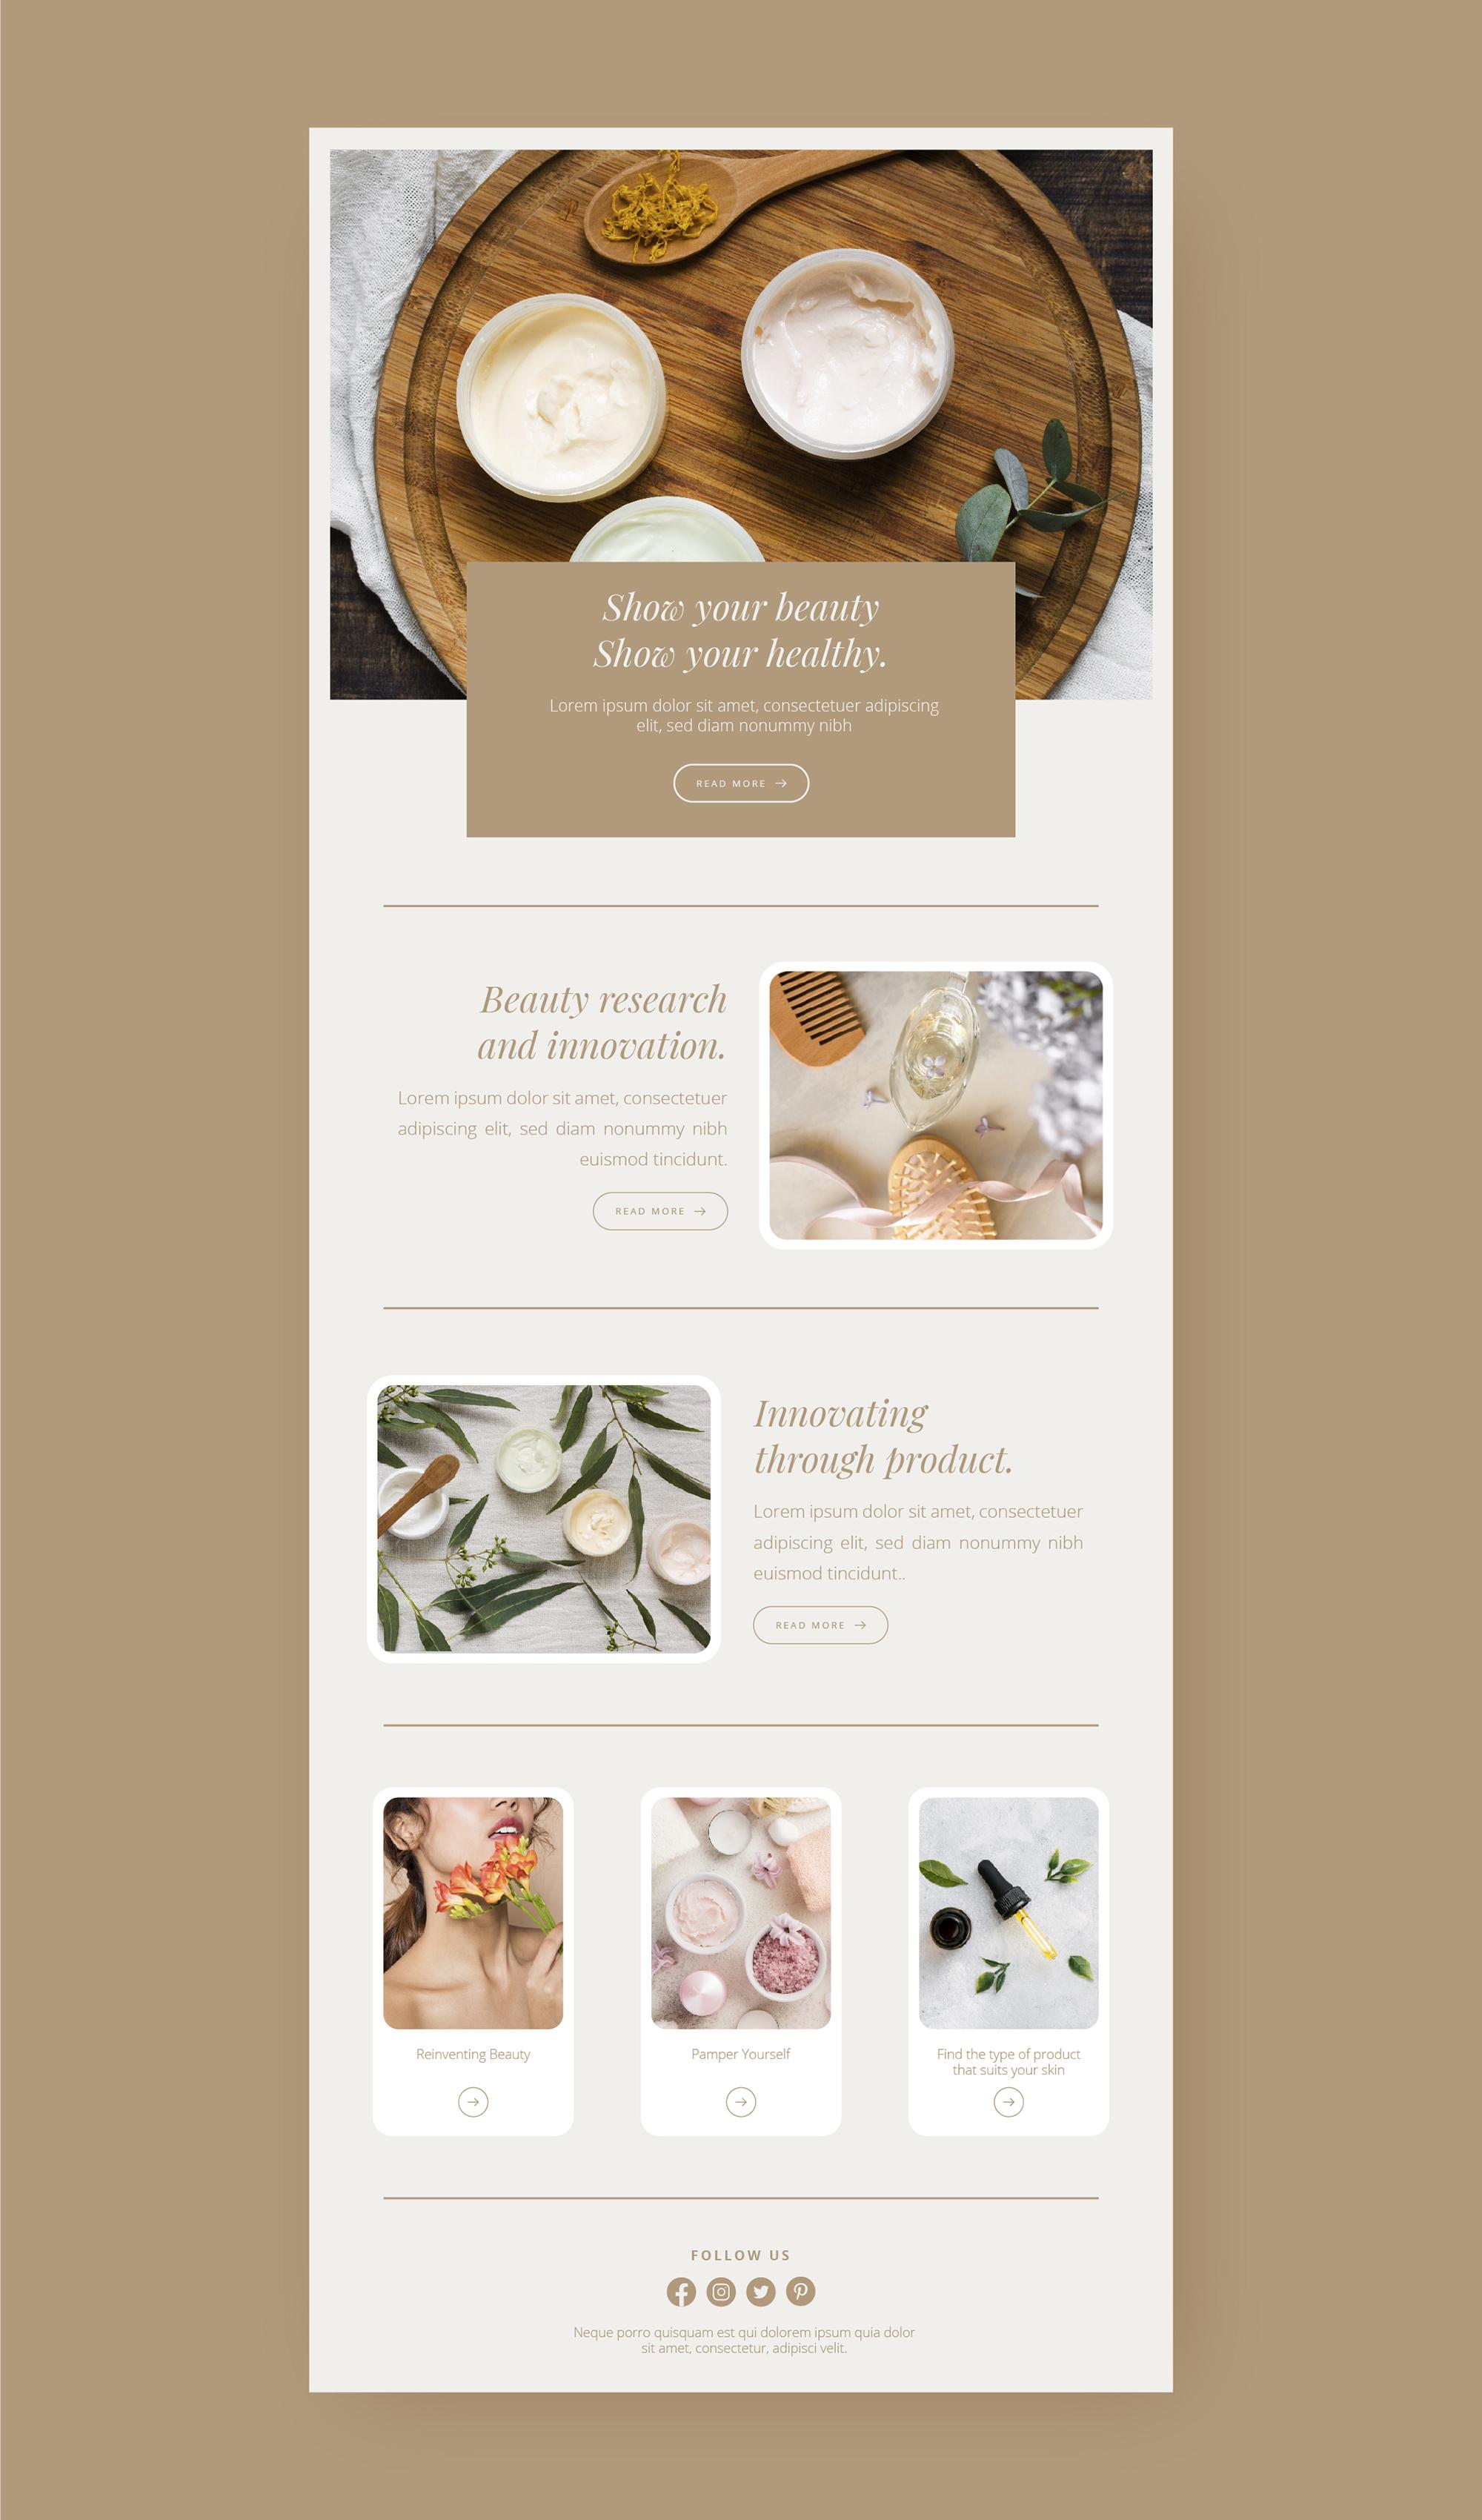 Show your beauty
Show your healthy.
Lorem ipsum dolor sit amet, consectetuer adipiscing
elit, sed diam nonummy nibh
READ MORE
Beauty research
and innovation.
Lorem ipsum dolor sit amet, consectetuer
adipiscing elit, sed diam nonummy nibh
euismod tincidunt.
READ MORE
Innovating
through product.
Lorem ipsum dolor sit amet, consectetuer
adipiscing elit, sed diam nonummy nibh
euismod tincidunt..
READ MORE
Reinventing Beauty
Pamper Yourself
Find the type of product
that suits your skin
FOLLOW US
Neque porro quisquam est qui dolorem ipsum quia dolor
sit amet, consectetur, adipisci velit.